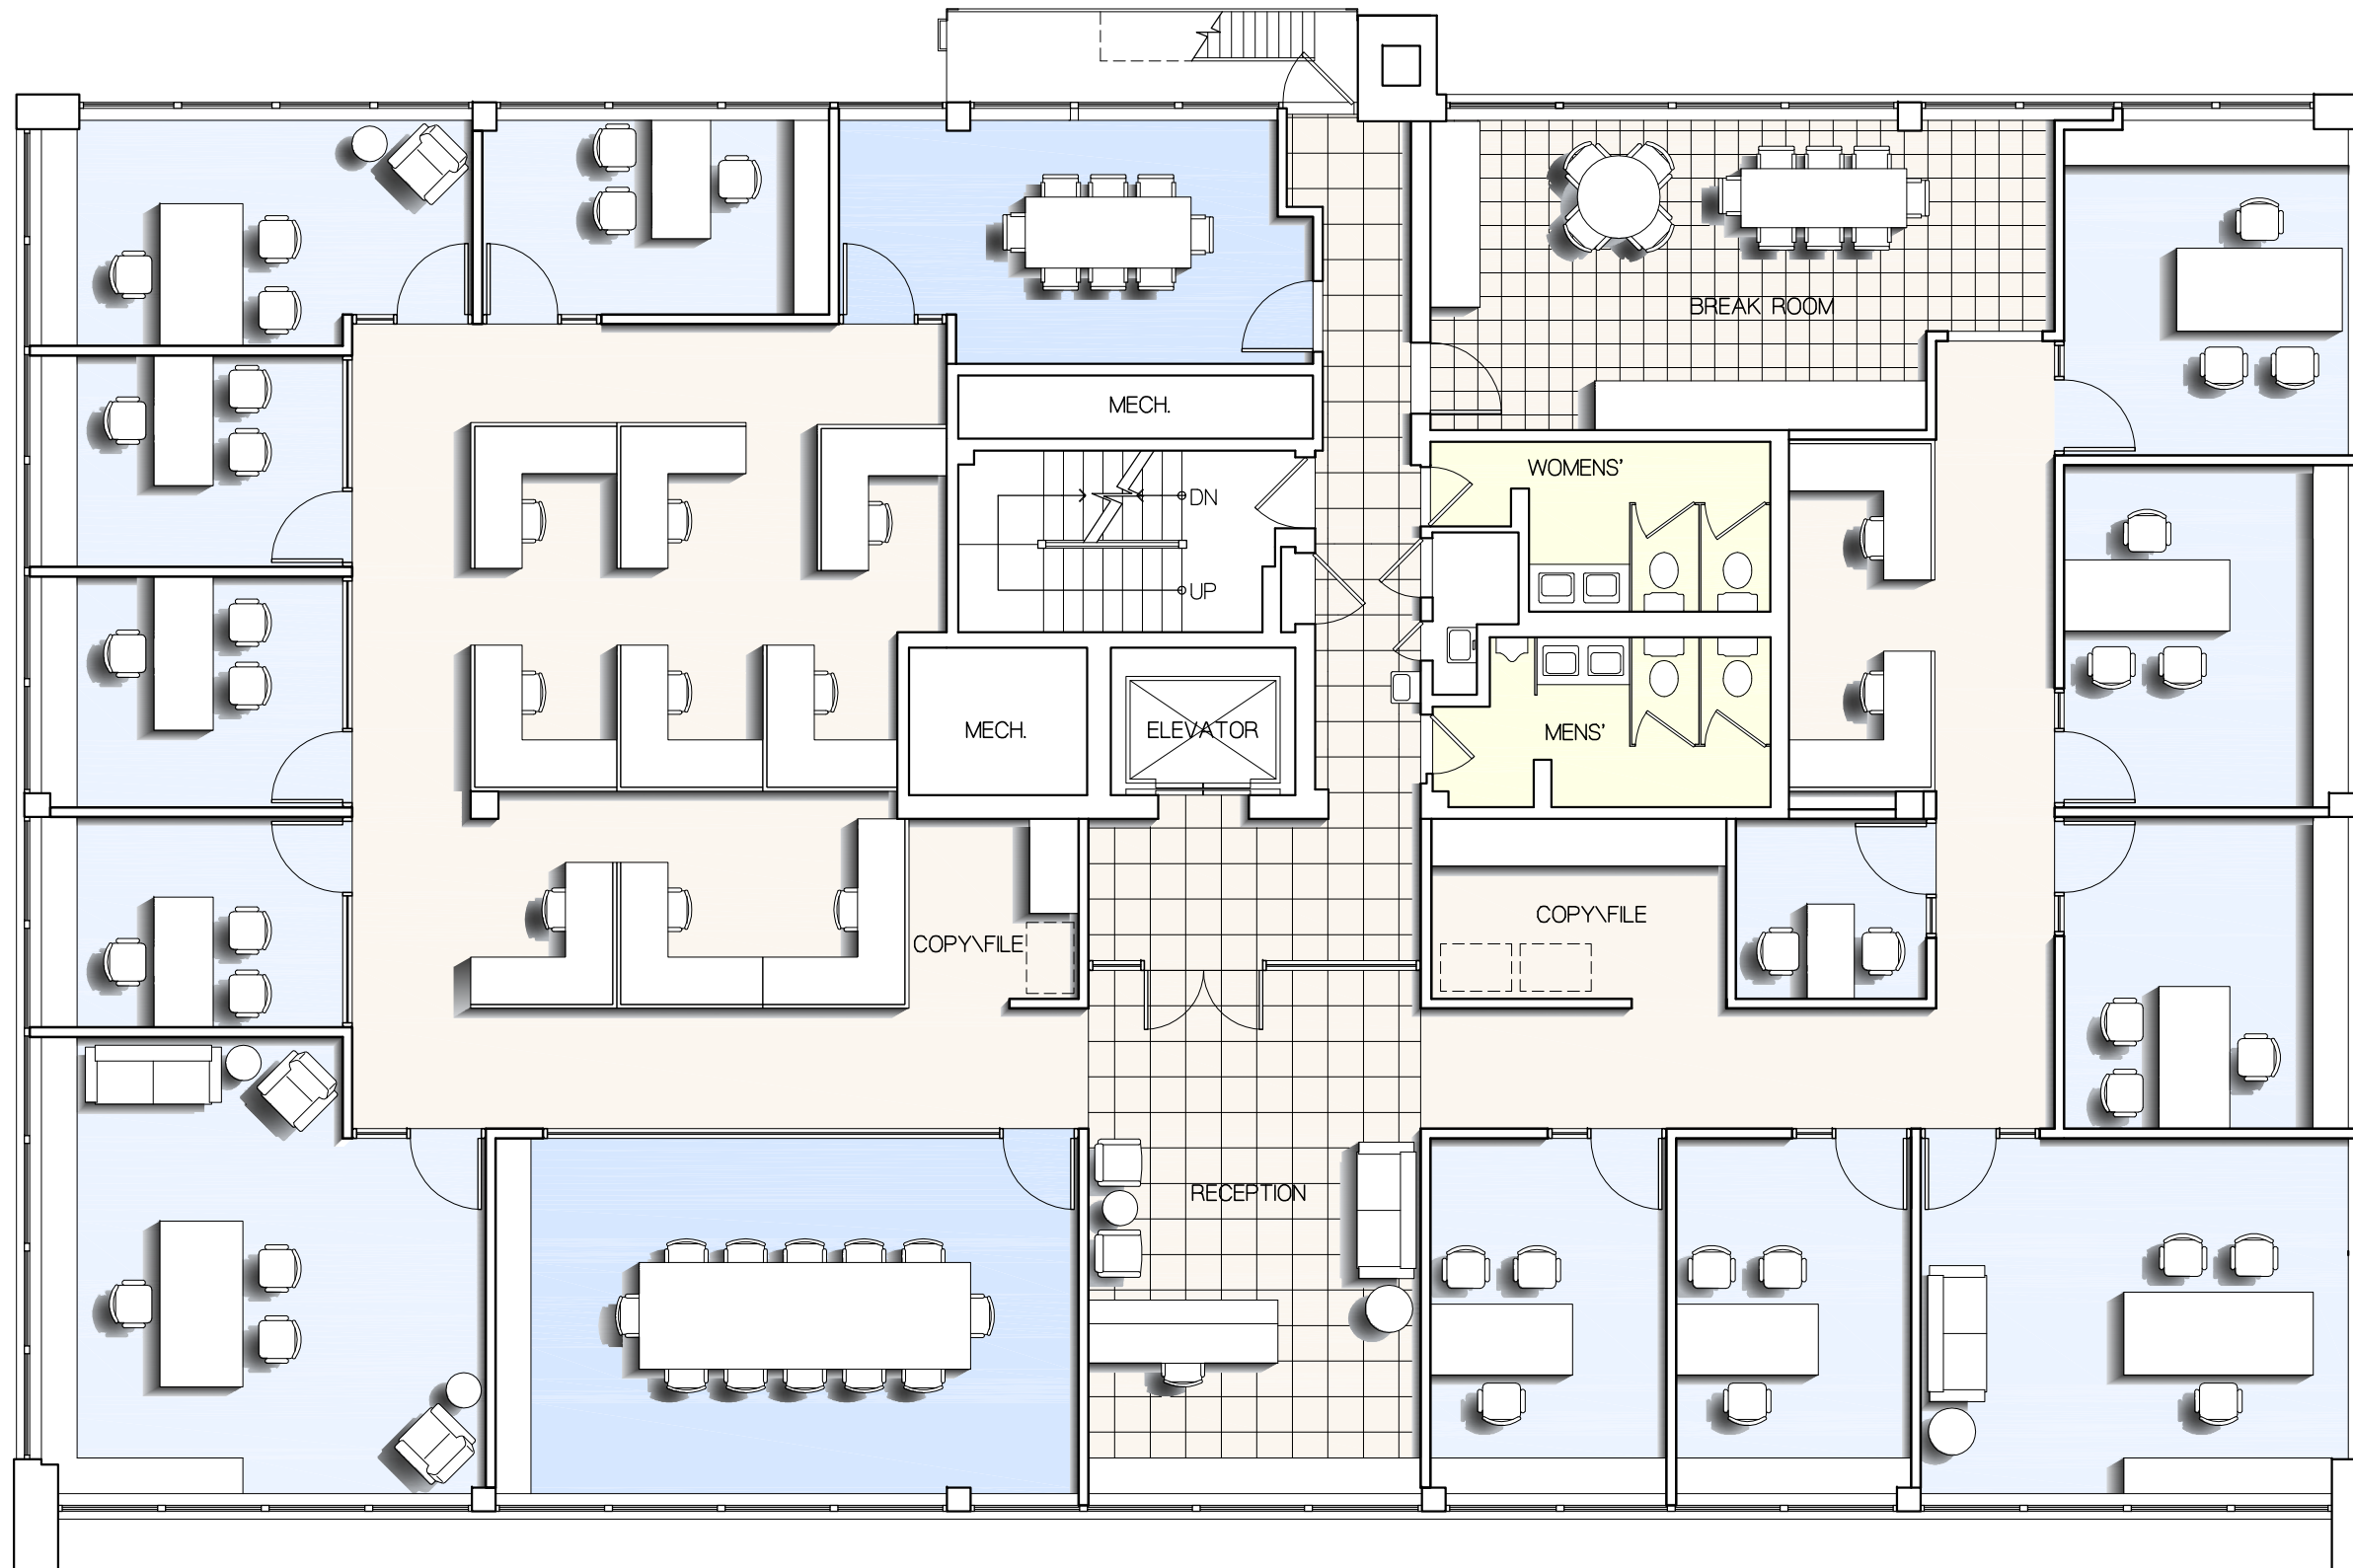 BREAK ROOM
MECH.
WOMENS'
DN
UP
MECH.
ELEVATOR
MENS'
COPY\FILE
COPY\FILE
RECEPTION